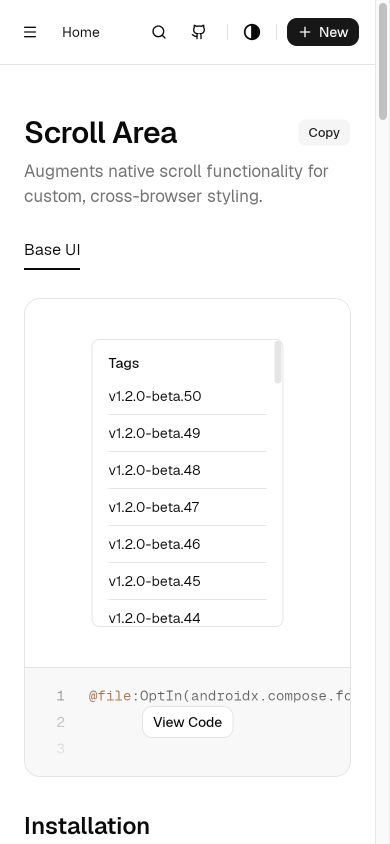 Home
New
Scroll Area
Copy
Augments native scroll functionality for
custom, cross-browser styling.
Base UI
Tags
v1.2.0-beta.50
v1.2.0-beta.49
v1.2.0-beta.48
v1.2.0-beta.47
v1.2.0-beta.46
v1.2.0-beta.45
v1.2.0-beta.44
1 @file:OptIn(androidx.compose.fo
2
View Code
3
Installation